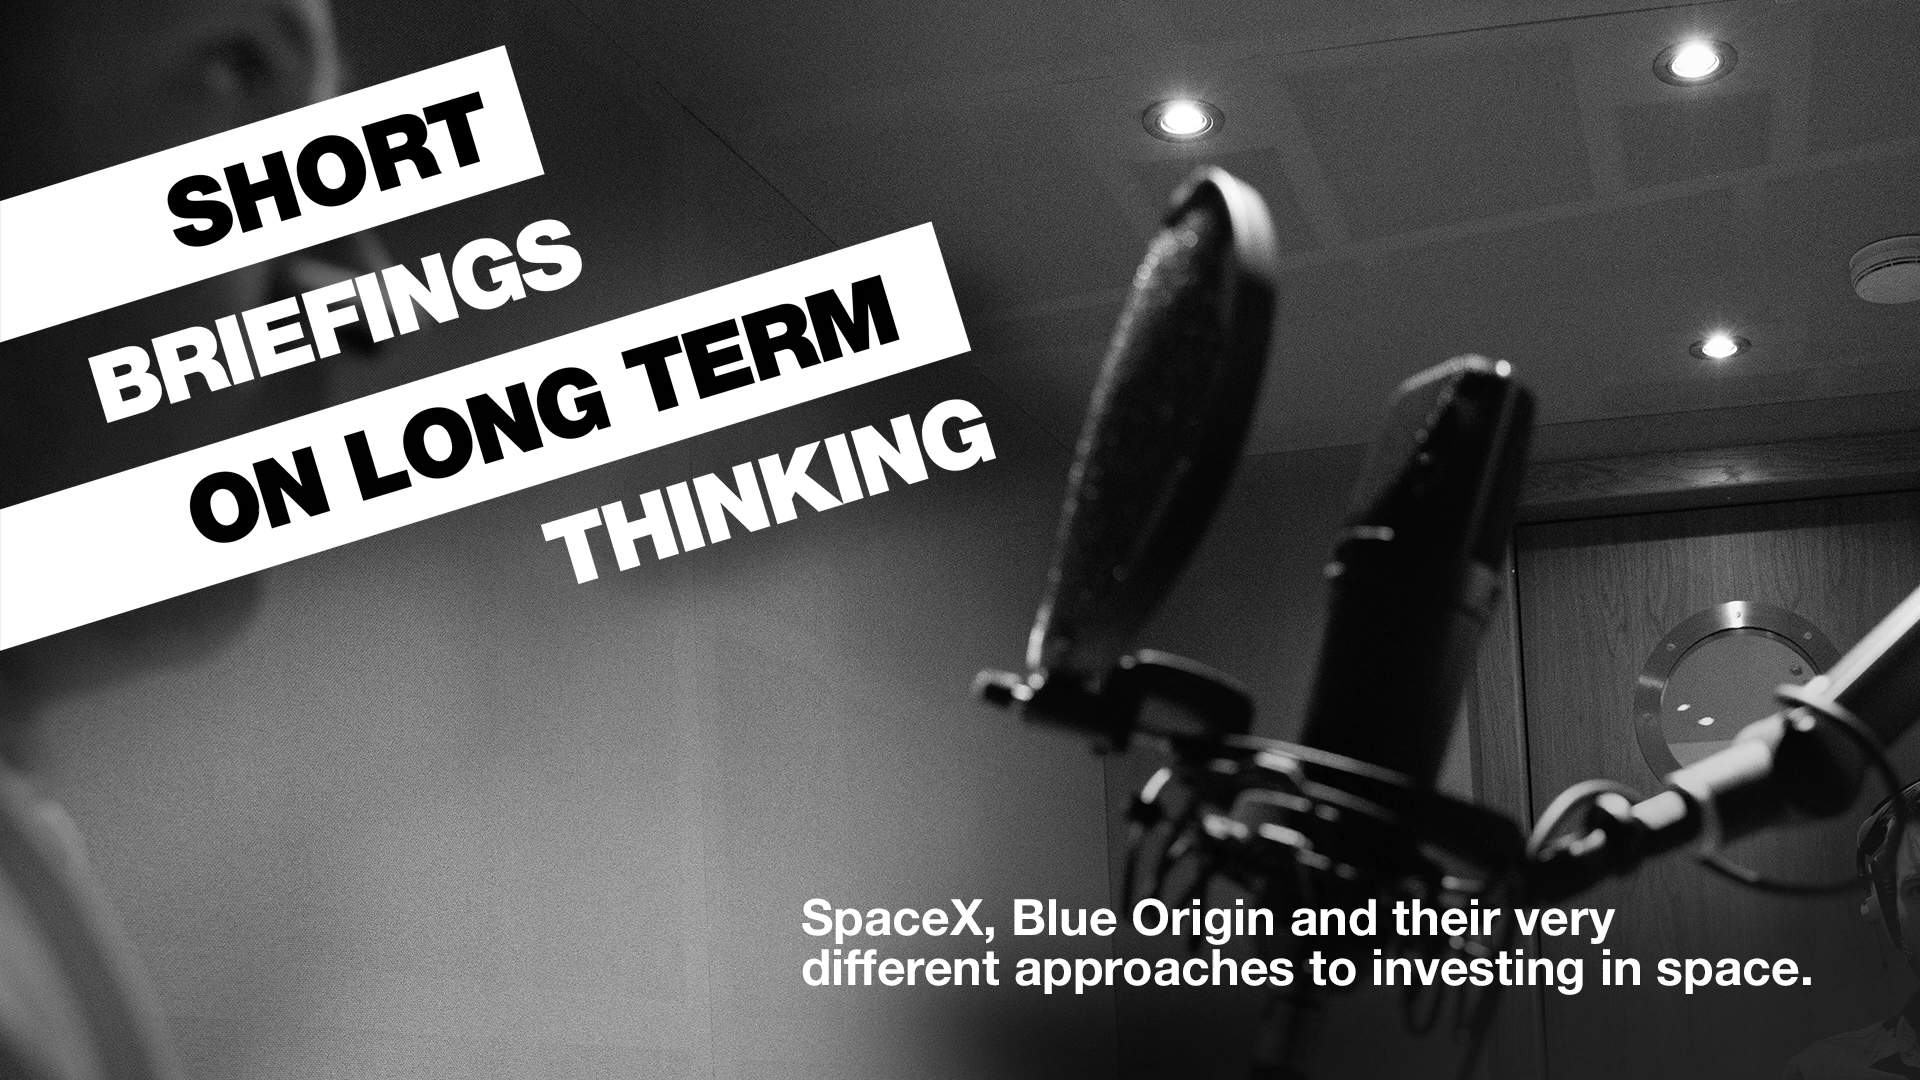 SHORT
BRIEFINGS
ON LONG TERM
THINKING
SpaceX, Blue Origin and their very
different approaches to investing in space.